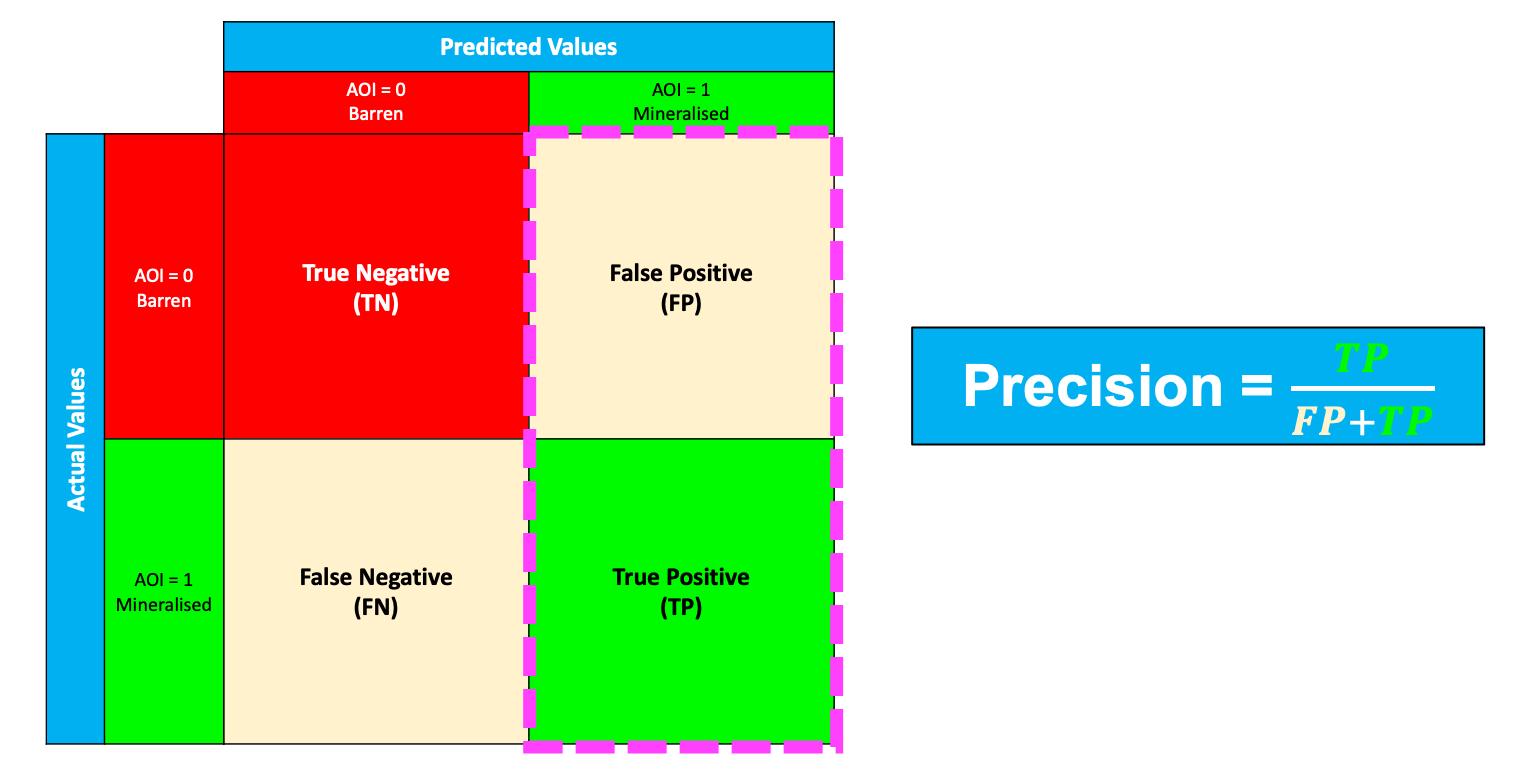 Predicted Values
AOI = 0
Barren
AOI = 1
Mineralised
Actual Values
AOI = 0
Barren
True Negative
(TN)
False Positive
(FP)
AOI = 1
Mineralised
False Negative
(FN)
True Positive
(TP)
Precision = TP / FP+TP